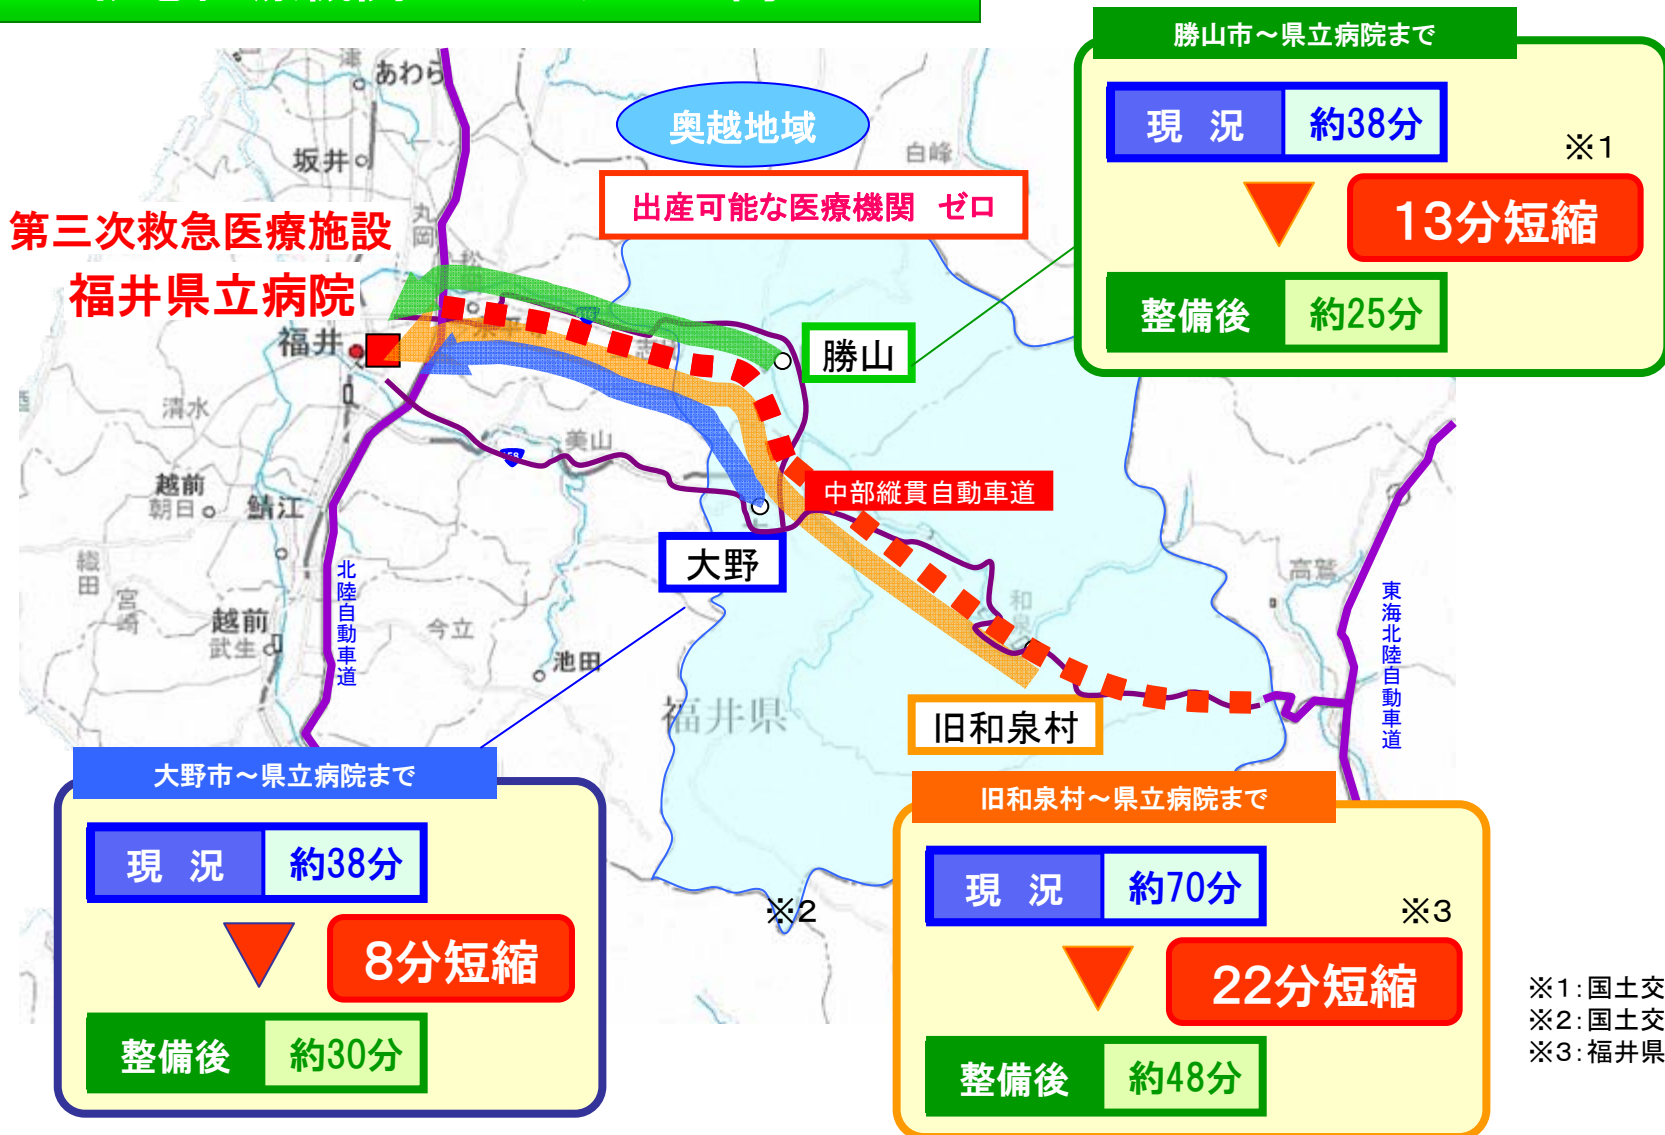 勝山市～県立病院まで
現 況 約38分
※1
13分短縮
整備後 約25分
あわら
坂井
丸岡
白峰
奥越地域
出産可能な医療機関 ゼロ
第三次救急医療施設
福井県立病院
福井
勝山
清水
美山
中部縦貫自動車道
越前
朝日
鯖江
大野
織田
宮崎
越前
武生
今立
池田
北陸自動車道
和泉
高鷲
東海北陸自動車道
福井県
旧和泉村
大野市～県立病院まで
現 況 約38分
※2
8分短縮
整備後 約30分
旧和泉村～県立病院まで
現 況 約70分
※3
22分短縮
整備後 約48分
※1：国土交
※2：国土交
※3：福井県